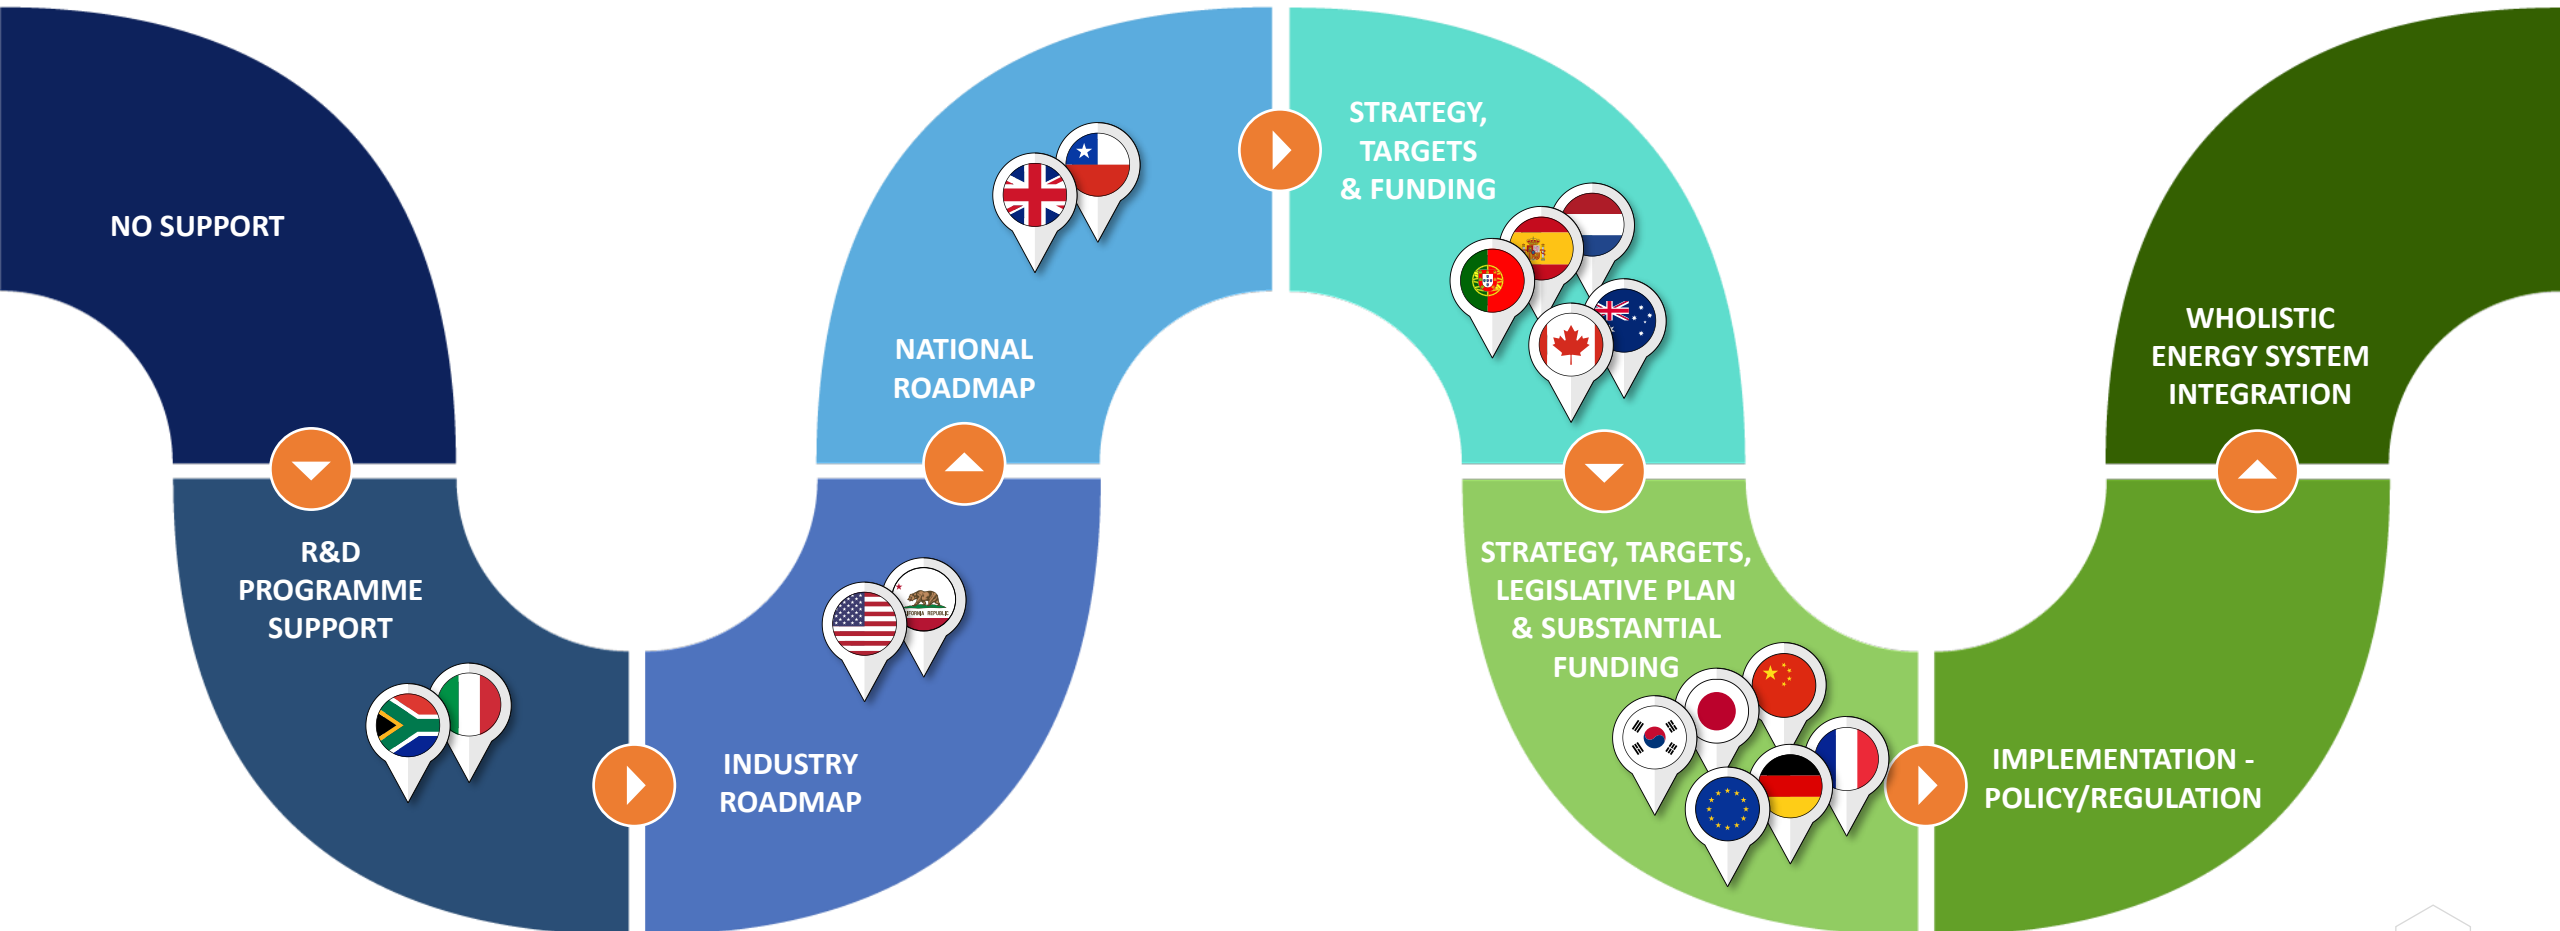 NO SUPPORT
R&D
PROGRAMME
SUPPORT
INDUSTRY
ROADMAP
NATIONAL
ROADMAP
STRATEGY,
TARGETS
& FUNDING
STRATEGY, TARGETS,
LEGISLATIVE PLAN
& SUBSTANTIAL
FUNDING
IMPLEMENTATION -
POLICY/REGULATION
WHOLISTIC
ENERGY SYSTEM
INTEGRATION